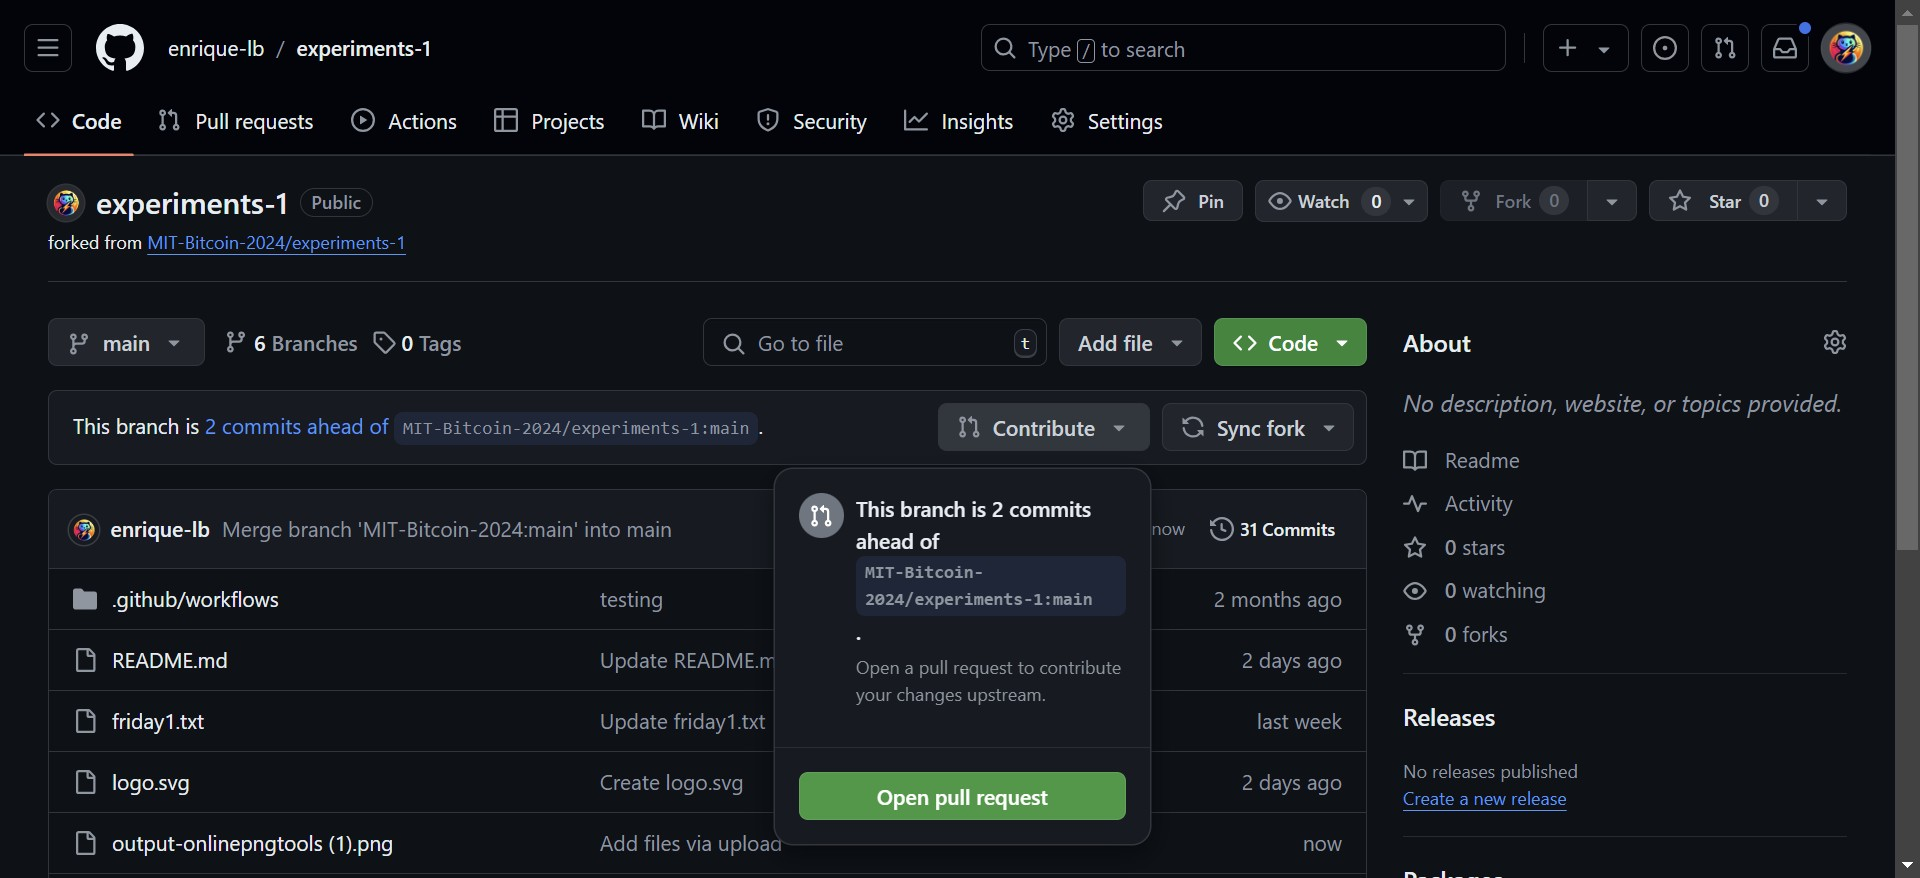 enrique-lb / experiments-1
Type / to search
Code
Pull requests
Actions
Projects
Wiki
Security
Insights
Settings
experiments-1 Public
forked from MIT-Bitcoin-2024/experiments-1
Pin
Watch 0
Fork 0
Star 0
main
6 Branches
0 Tags
Go to file t
Add file
Code
This branch is 2 commits ahead of MIT-Bitcoin-2024/experiments-1:main .
Contribute
Sync fork
This branch is 2 commits
ahead of
MIT-Bitcoin-
2024/experiments-1:main
.
Open a pull request to contribute
your changes upstream.
Open pull request
enrique-lb Merge branch 'MIT-Bitcoin-2024:main' into main now 31 Commits
.github/workflows testing 2 months ago
README.md Update README.m 2 days ago
friday1.txt Update friday1.txt last week
logo.svg Create logo.svg 2 days ago
output-onlinepngtools (1).png Add files via upload now
About
No description, website, or topics provided.
Readme
Activity
0 stars
0 watching
0 forks
Releases
No releases published
Create a new release